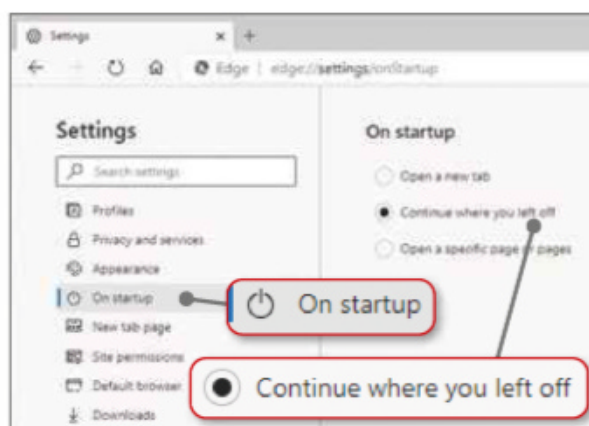 Settings
Edge | edge://settings/onStartup
Settings
Search settings
Profiles
Privacy and services
Appearance
On startup
New tab page
Site permissions
Default browser
Downloads
On startup
Open a new tab
Continue where you left off
Open a specific page or pages
On startup
Continue where you left off